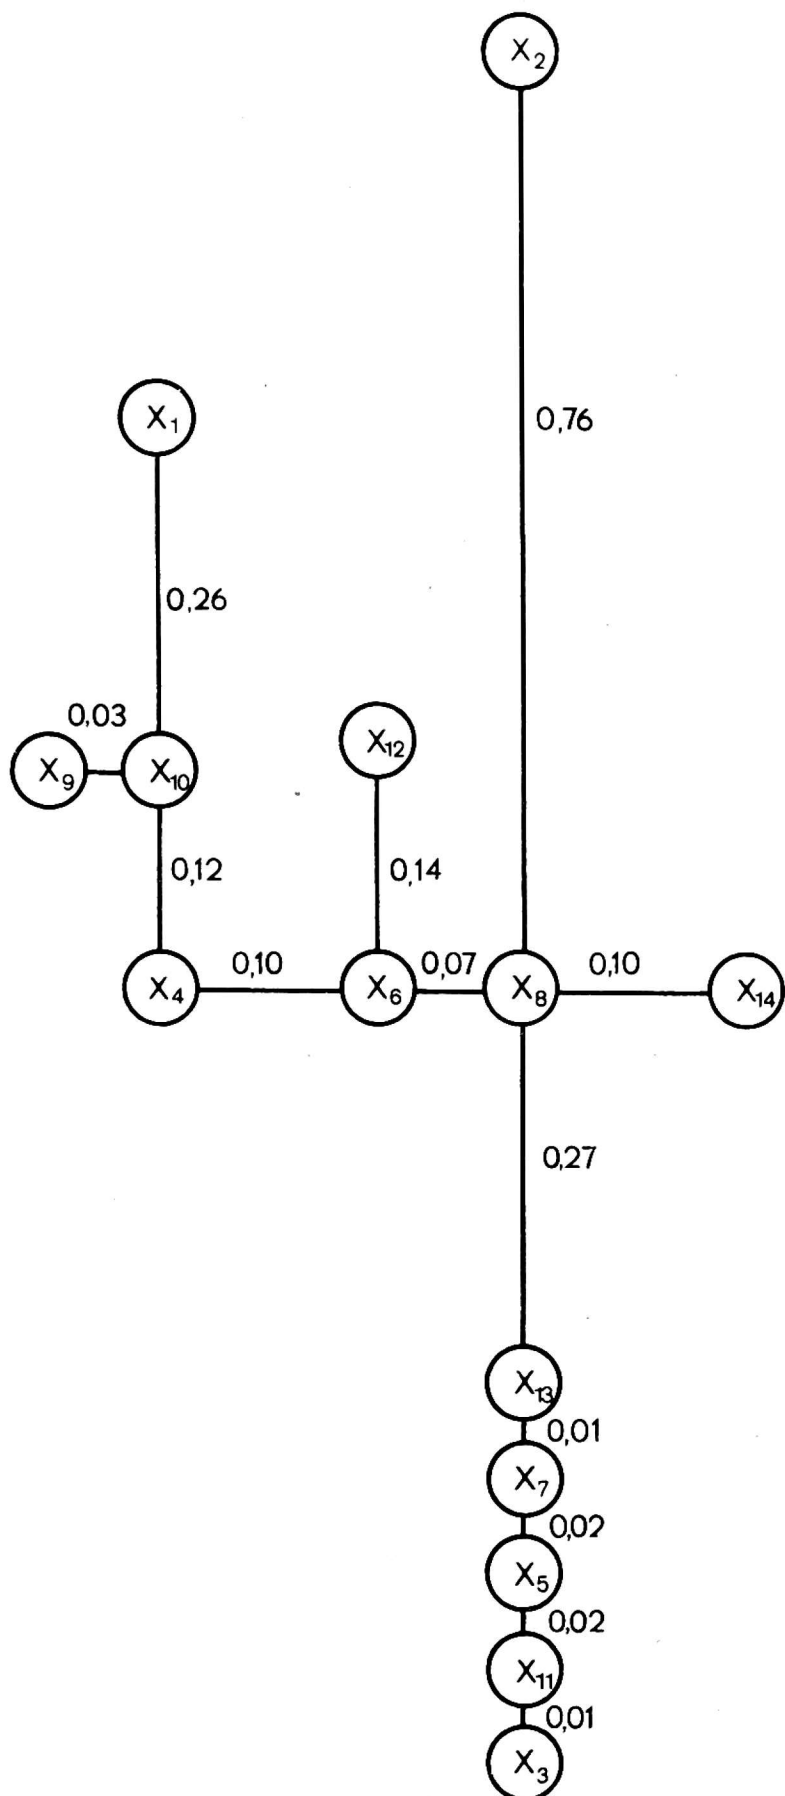 X₂
0,76
X₁
0,26
0,03
X₉ X₁₀ X₁₂
0,12 0,14
0,10 0,07 0,10
X₄ X₆ X₈ X₁₄
0,27
X₁₃
0,01
X₇
0,02
X₅
0,02
X₁₁
0,01
X₃